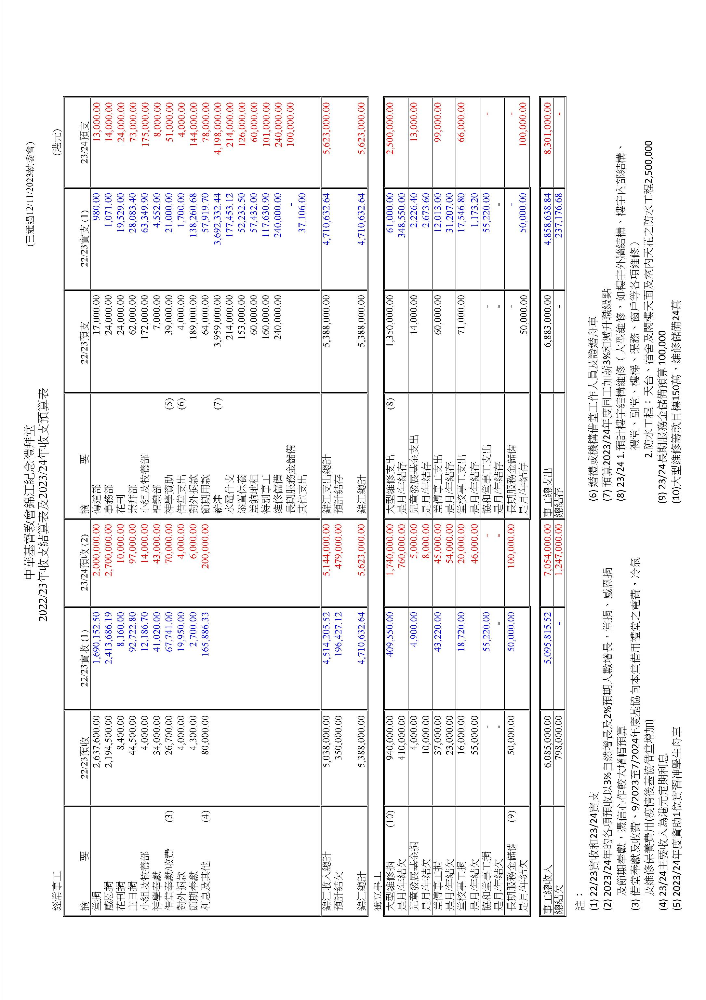 中華基督教會錦江紀念禮拜堂
2022/23年收支結算表及2023/24年收支預算表
(已通過12/11/2023執委會)
經常事工 (港元)
摘 要 22/23預收 22/23實收 (1) 23/24預收 (2) 摘 要 22/23預支 22/23實支 (1) 23/24預支
堂捐 2,637,600.00 1,690,152.50 2,000,000.00 傳道部 17,000.00 980.00 13,000.00
感恩捐 2,194,500.00 2,413,686.19 2,700,000.00 事務部 24,000.00 1,071.00 14,000.00
花刊捐 8,400.00 8,160.00 10,000.00 花刊 24,000.00 19,529.00 24,000.00
主日捐 44,500.00 92,722.80 97,000.00 崇拜部 62,000.00 28,083.40 73,000.00
小組及牧養部 4,000.00 12,186.70 14,000.00 小組及牧養部 172,000.00 63,349.90 175,000.00
神學奉獻 34,000.00 41,020.00 43,000.00 聖樂部 7,000.00 4,552.00 8,000.00
借堂奉獻/收費 (3) 26,700.00 67,741.00 70,000.00 神學資助 (5) 39,000.00 21,000.00 51,000.00
對外捐款 4,000.00 19,950.00 4,000.00 借堂支出 (6) 4,000.00 1,700.00 4,000.00
節期奉獻 4,300.00 2,700.00 6,000.00 對外捐款 189,000.00 138,260.68 144,000.00
利息及其他 (4) 80,000.00 165,886.33 200,000.00 節期用款 64,000.00 57,919.70 78,000.00
薪津 (7) 3,959,000.00 3,692,332.44 4,198,000.00
水電什支 214,000.00 177,453.12 214,000.00
添置保養 153,000.00 52,232.50 126,000.00
差餉地租 60,000.00 57,432.00 60,000.00
特別事工 160,000.00 117,630.90 101,000.00
維修儲備 240,000.00 240,000.00 240,000.00
長期服務金儲備 - 100,000.00
其他支出 37,106.00
錦江收入總計 5,038,000.00 4,514,205.52 5,144,000.00 錦江支出總計 5,388,000.00 4,710,632.64 5,623,000.00
預計結欠 350,000.00 196,427.12 479,000.00 預計結存
錦江總計 5,388,000.00 4,710,632.64 5,623,000.00 錦江總計 5,388,000.00 4,710,632.64 5,623,000.00
獨立事工
大型維修捐 (10) 940,000.00 409,550.00 1,740,000.00 大型維修支出 (8) 1,350,000.00 61,000.00 2,500,000.00
是月/年結欠 410,000.00 760,000.00 是月/年結存 348,550.00
兒童發展基金捐 4,000.00 4,900.00 5,000.00 兒童發展基金支出 14,000.00 2,226.40 13,000.00
是月/年結欠 10,000.00 8,000.00 是月/年結存 2,673.60
差傳事工捐 37,000.00 43,220.00 45,000.00 差傳事工支出 60,000.00 12,013.00 99,000.00
是月/年結欠 23,000.00 54,000.00 是月/年結存 31,207.00
堂校事工捐 16,000.00 18,720.00 20,000.00 堂校事工支出 71,000.00 17,546.80 66,000.00
是月/年結欠 55,000.00 46,000.00 是月/年結存 1,173.20
協和堂事工捐 - 55,220.00 - 協和堂事工支出 - 55,220.00 -
是月/年結欠 - - - 是月/年結存 - -
長期服務金儲備 (9) 50,000.00 50,000.00 100,000.00 長期服務金儲備 - - -
是月/年結欠 是月/年結存 50,000.00 50,000.00 100,000.00
事工總收入 6,085,000.00 5,095,815.52 7,054,000.00 事工總支出 6,883,000.00 4,858,638.84 8,301,000.00
總結欠 798,000.00 - 1,247,000.00 總結存 - 237,176.68 -
註：
(1) 22/23實收和23/24實支
(2) 2023/24年的各項預收以3%自然增長及2%預期人數增長，堂捐、感恩捐
及節期奉獻，憑信心作較大增幅預算
(3) 借堂奉獻及收費、9/2023至7/2024年度基協向本堂借用禮堂之電費，冷氣
及維修保養費用(疫情後基協借堂增加)
(4) 23/24主要收入為港元定期利息
(5) 2023/24年度資助1位實習神學生舟車
(6) 婚禮或機構借堂工作人員及證婚舟車
(7) 預算2023/24年度同工加薪3%和遞升職級點
(8) 23/24 1.預計樓宇結構維修（大型維修，如樓宇外牆結構、樓宇內部結構、
禮堂、副堂、樓梯、渠務、窗戶等各項維修）
2.防水工程：天台、宿舍及閣樓天面及室內天花之防水工程2,500,000
(9) 23/24長期服務金儲備預算100,000
(10)大型維修籌款目標150萬，維修儲備24萬